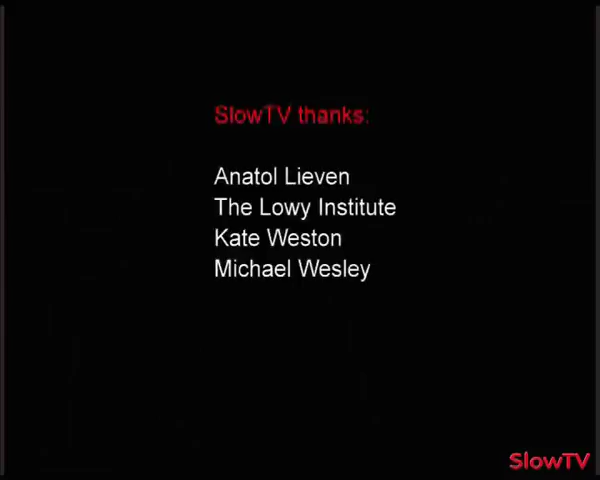 SlowTV thanks:
Anatol Lieven
The Lowy Institute
Kate Weston
Michael Wesley
SlowTV